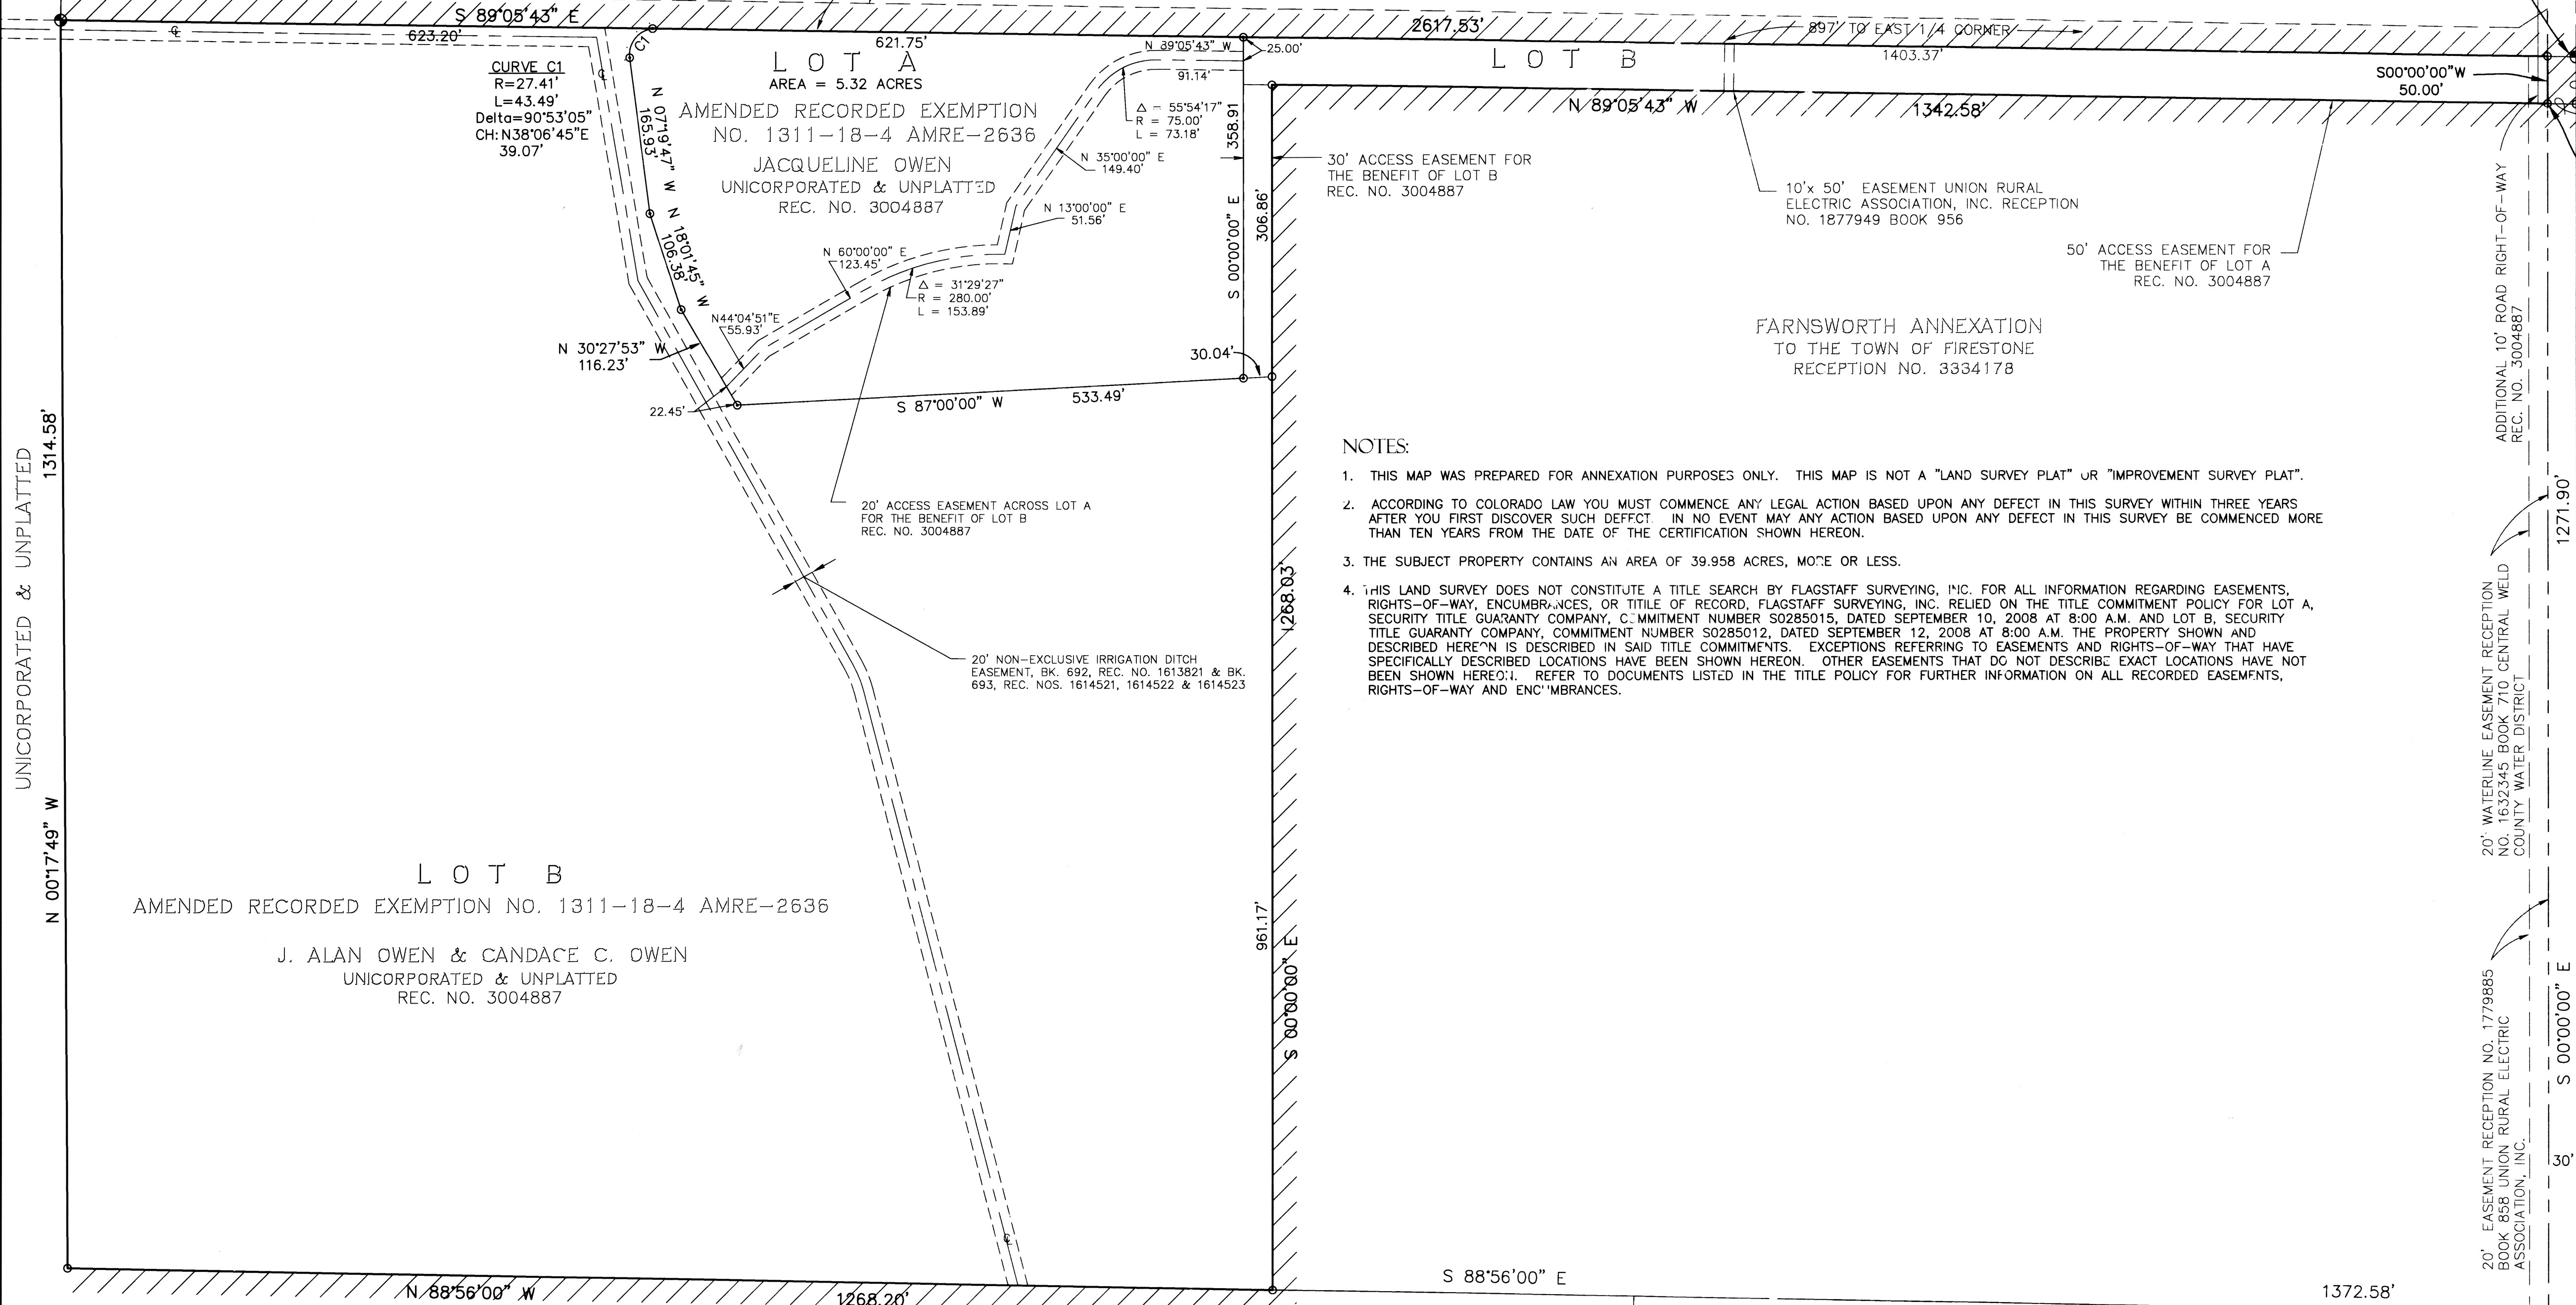 S 89°05'43" E
2617.53'
897' TO EAST 1/4 CORNER
623.20'
C1
621.75'
N 89°05'43" W
25.00'
91.14'
1403.37'
S00°00'00"W
50.00'
CURVE C1
R=27.41'
L=43.49'
Delta=90°53'05"
CH: N38°06'45"E
39.07'
LOT A
AREA = 5.32 ACRES
AMENDED RECORDED EXEMPTION
NO. 1311-18-4 AMRE-2636
JACQUELINE OWEN
UNICORPORATED & UNPLATTED
REC. NO. 3004887
LOT B
N 89°05'43" W
1342.58'
N 07°19'47" W
165.93'
N 18°01'45" W
106.38'
N 30°27'53" W
116.23'
22.45'
N44°04'51"E
55.93'
N 60°00'00" E
123.45'
Δ = 31°29'27"
R = 280.00'
L = 153.89'
N 13°00'00" E
51.56'
N 35°00'00" E
149.40'
Δ = 55°54'17"
R = 75.00'
L = 73.18'
358.91
S 00°00'00" E
306.86'
30.04'
S 87°00'00" W
533.49'
30' ACCESS EASEMENT FOR
THE BENEFIT OF LOT B
REC. NO. 3004887
10'x 50' EASEMENT UNION RURAL
ELECTRIC ASSOCIATION, INC. RECEPTION
NO. 1877949 BOOK 956
50' ACCESS EASEMENT FOR
THE BENEFIT OF LOT A
REC. NO. 3004887
FARNSWORTH ANNEXATION
TO THE TOWN OF FIRESTONE
RECEPTION NO. 3334178
ADDITIONAL 10' ROAD RIGHT-OF-WAY
REC. NO. 3004887
20' ACCESS EASEMENT ACROSS LOT A
FOR THE BENEFIT OF LOT B
REC. NO. 3004887
20' NON-EXCLUSIVE IRRIGATION DITCH
EASEMENT, BK. 692, REC. NO. 1613821 & BK.
693, REC. NOS. 1614521, 1614522 & 1614523
NOTES:
1. THIS MAP WAS PREPARED FOR ANNEXATION PURPOSES ONLY. THIS MAP IS NOT A "LAND SURVEY PLAT" OR "IMPROVEMENT SURVEY PLAT".
2. ACCORDING TO COLORADO LAW YOU MUST COMMENCE ANY LEGAL ACTION BASED UPON ANY DEFECT IN THIS SURVEY WITHIN THREE YEARS
AFTER YOU FIRST DISCOVER SUCH DEFECT. IN NO EVENT MAY ANY ACTION BASED UPON ANY DEFECT IN THIS SURVEY BE COMMENCED MORE
THAN TEN YEARS FROM THE DATE OF THE CERTIFICATION SHOWN HEREON.
3. THE SUBJECT PROPERTY CONTAINS AN AREA OF 39.958 ACRES, MORE OR LESS.
4. THIS LAND SURVEY DOES NOT CONSTITUTE A TITLE SEARCH BY FLAGSTAFF SURVEYING, INC. FOR ALL INFORMATION REGARDING EASEMENTS,
RIGHTS-OF-WAY, ENCUMBRANCES, OR TITILE OF RECORD, FLAGSTAFF SURVEYING, INC. RELIED ON THE TITLE COMMITMENT POLICY FOR LOT A,
SECURITY TITLE GUARANTY COMPANY, COMMITMENT NUMBER S0285015, DATED SEPTEMBER 10, 2008 AT 8:00 A.M. AND LOT B, SECURITY
TITLE GUARANTY COMPANY, COMMITMENT NUMBER S0285012, DATED SEPTEMBER 12, 2008 AT 8:00 A.M. THE PROPERTY SHOWN AND
DESCRIBED HEREON IS DESCRIBED IN SAID TITLE COMMITMENTS. EXCEPTIONS REFERRING TO EASEMENTS AND RIGHTS-OF-WAY THAT HAVE
SPECIFICALLY DESCRIBED LOCATIONS HAVE BEEN SHOWN HEREON. OTHER EASEMENTS THAT DO NOT DESCRIBE EXACT LOCATIONS HAVE NOT
BEEN SHOWN HEREON. REFER TO DOCUMENTS LISTED IN THE TITLE POLICY FOR FURTHER INFORMATION ON ALL RECORDED EASEMENTS,
RIGHTS-OF-WAY AND ENCUMBRANCES.
UNICORPORATED & UNPLATTED
1314.58'
N 00°17'49" W
LOT B
AMENDED RECORDED EXEMPTION NO. 1311-18-4 AMRE-2636
J. ALAN OWEN & CANDACE C. OWEN
UNICORPORATED & UNPLATTED
REC. NO. 3004887
1268.03'
961.17'
S 00°00'00" E
20' WATERLINE EASEMENT RECEPTION
NO. 1632345 BOOK 710 CENTRAL WELD
COUNTY WATER DISTRICT
1271.90'
20' EASEMENT RECEPTION NO. 1779885
BOOK 858 UNION RURAL ELECTRIC
ASSOCIATION, INC.
S 00°00'00" E
30'
N 88°56'00" W
1268.20'
S 88°56'00" E
1372.58'